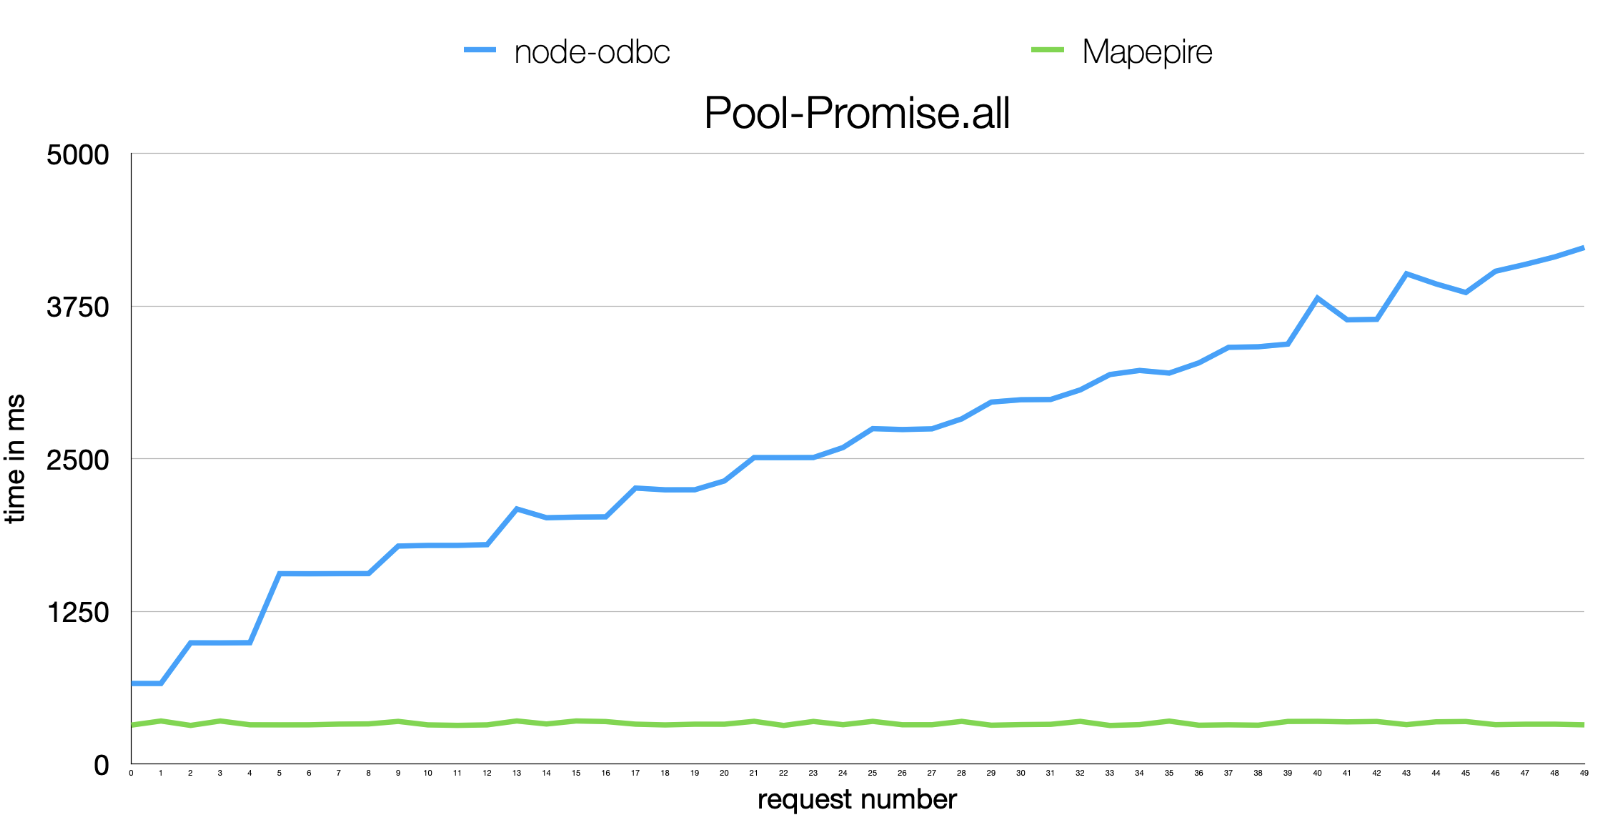 node-odbc Mapepire
Pool-Promise.all
5000
3750
2500
1250
0
time in ms
0 1 2 3 4 5 6 7 8 9 10 11 12 13 14 15 16 17 18 19 20 21 22 23 24 25 26 27 28 29 30 31 32 33 34 35 36 37 38 39 40 41 42 43 44 45 46 47 48 49
request number